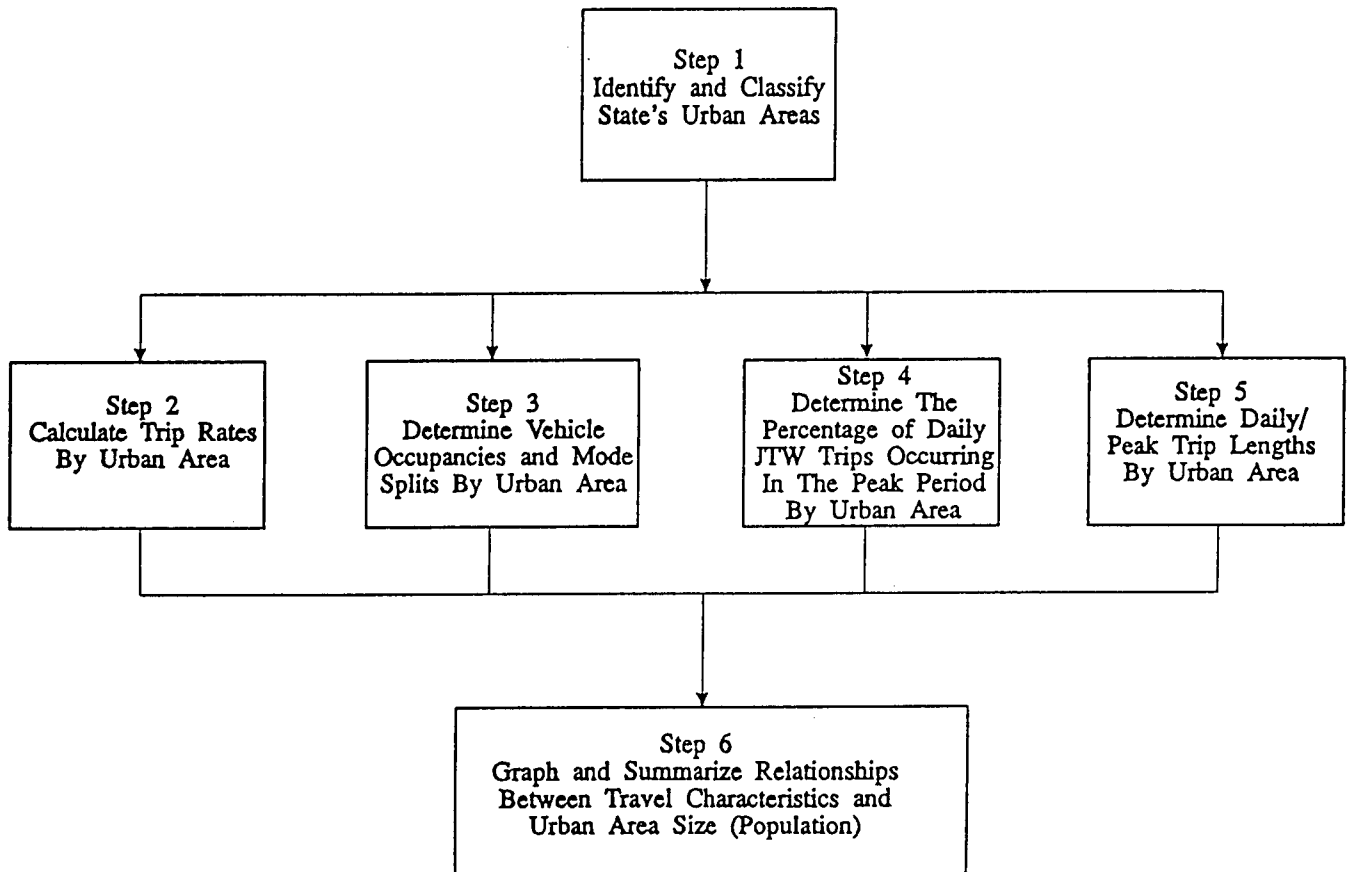 Step 1
Identify and Classify
State's Urban Areas
Step 2
Calculate Trip Rates
By Urban Area
Step 3
Determine Vehicle
Occupancies and Mode
Splits By Urban Area
Step 4
Determine The
Percentage of Daily
JTW Trips Occurring
In The Peak Period
By Urban Area
Step 5
Determine Daily/
Peak Trip Lengths
By Urban Area
Step 6
Graph and Summarize Relationships
Between Travel Characteristics and
Urban Area Size (Population)